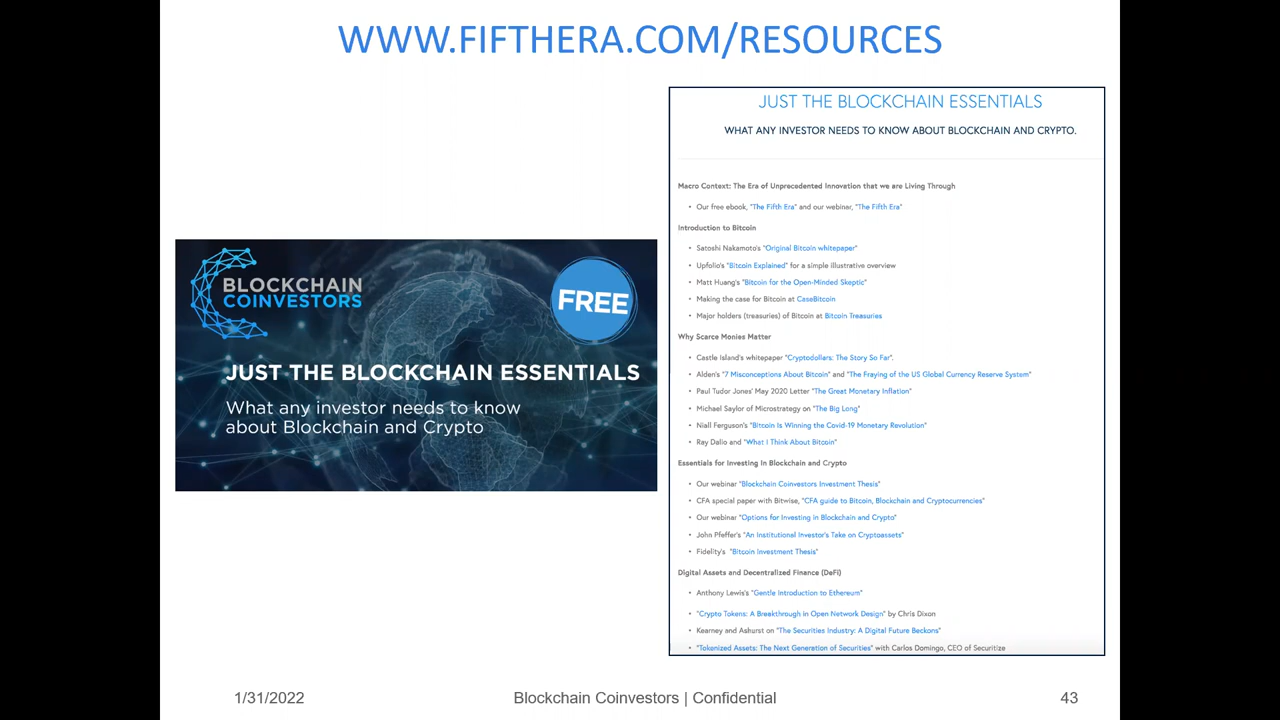 WWW.FIFTHERA.COM/RESOURCES
BLOCKCHAIN
COINVESTORS
FREE
JUST THE BLOCKCHAIN ESSENTIALS
What any investor needs to know
about Blockchain and Crypto
JUST THE BLOCKCHAIN ESSENTIALS
WHAT ANY INVESTOR NEEDS TO KNOW ABOUT BLOCKCHAIN AND CRYPTO.
Macro Context: The Era of Unprecedented Innovation that we are Living Through
• Our free ebook, "The Fifth Era" and our webinar, "The Fifth Era"
Introduction to Bitcoin
• Satoshi Nakamoto's "Original Bitcoin whitepaper"
• Upfolio's "Bitcoin Explained" for a simple illustrative overview
• Matt Huang's "Bitcoin for the Open-Minded Skeptic"
• Making the case for Bitcoin at CaseBitcoin
• Major holders (treasuries) of Bitcoin at Bitcoin Treasuries
Why Scarce Monies Matter
• Castle Island's whitepaper "Cryptodollars: The Story So Far".
• Alden's "7 Misconceptions About Bitcoin" and "The Fraying of the US Global Currency Reserve System"
• Paul Tudor Jones' May 2020 Letter "The Great Monetary Inflation"
• Michael Saylor of Microstrategy on "The Big Long"
• Niall Ferguson's "Bitcoin Is Winning the Covid-19 Monetary Revolution"
• Ray Dalio and "What I Think About Bitcoin"
Essentials for Investing In Blockchain and Crypto
• Our webinar "Blockchain Coinvestors Investment Thesis"
• CFA special paper with Bitwise, "CFA guide to Bitcoin, Blockchain and Cryptocurrencies"
• Our webinar "Options for Investing in Blockchain and Crypto"
• John Pfeffer's "An Institutional Investor's Take on Cryptoassets"
• Fidelity's "Bitcoin Investment Thesis"
Digital Assets and Decentralized Finance (DeFi)
• Anthony Lewis's "Gentle Introduction to Ethereum"
• "Crypto Tokens: A Breakthrough in Open Network Design" by Chris Dixon
• Kearney and Ashurst on "The Securities Industry: A Digital Future Beckons"
• "Tokenized Assets: The Next Generation of Securities" with Carlos Domingo, CEO of Securitize
1/31/2022
Blockchain Coinvestors | Confidential
43